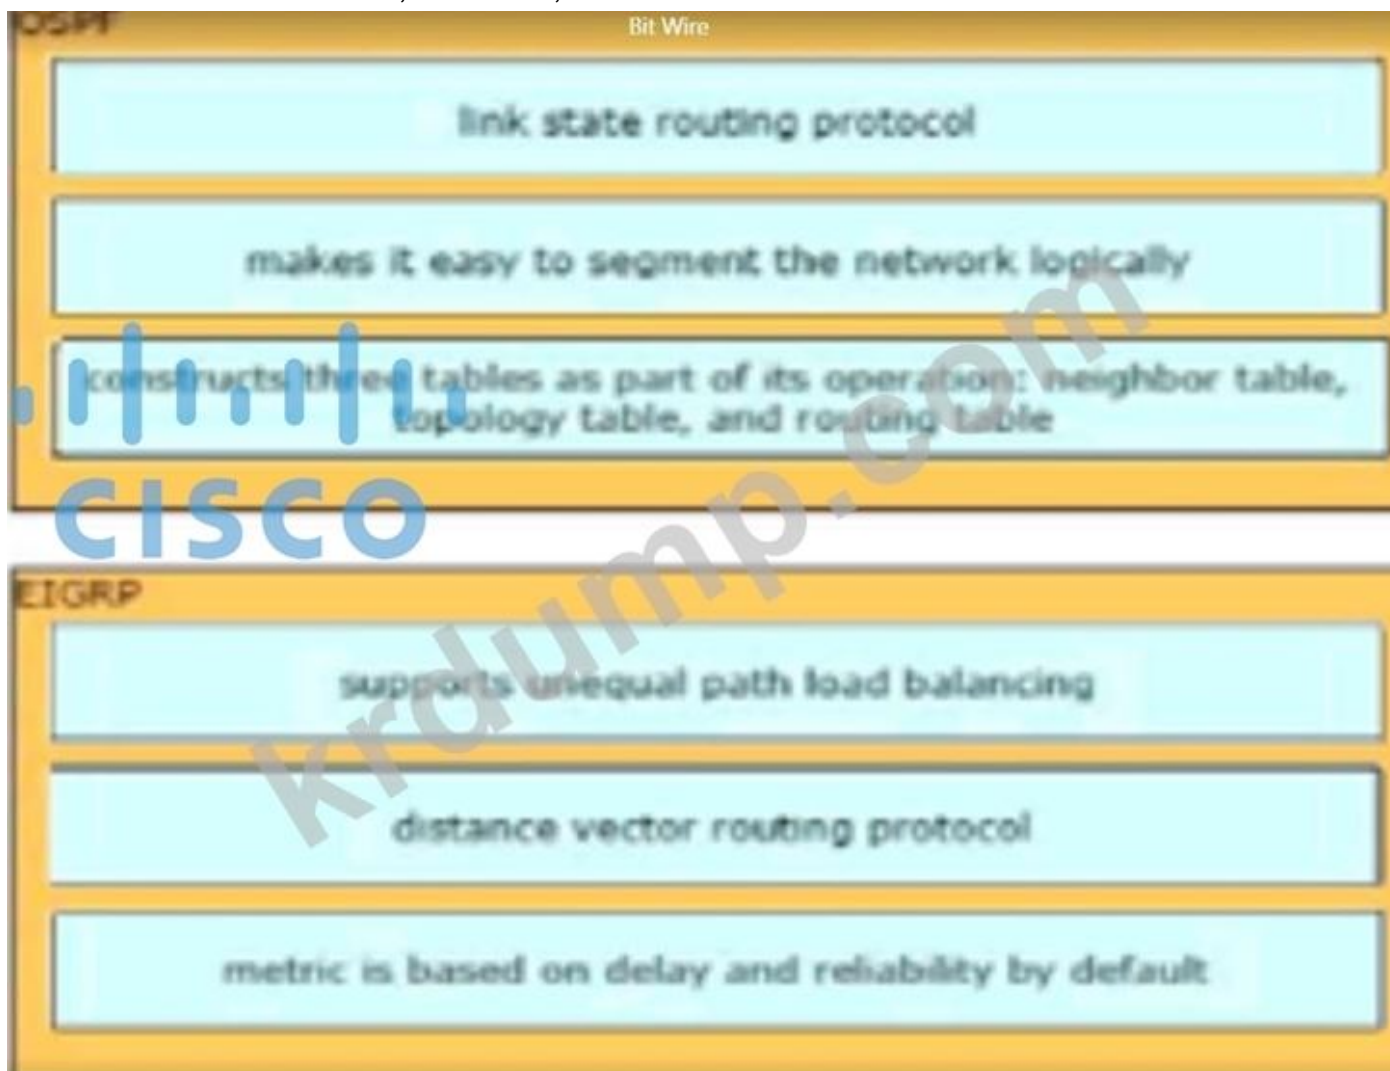 OSPF
Bit Wire
link state routing protocol
makes it easy to segment the network logically
constructs three tables as part of its operation: neighbor table,
topology table, and routing table
CISCO
EIGRP
supports unequal path load balancing
distance vector routing protocol
metric is based on delay and reliability by default
krdump.com